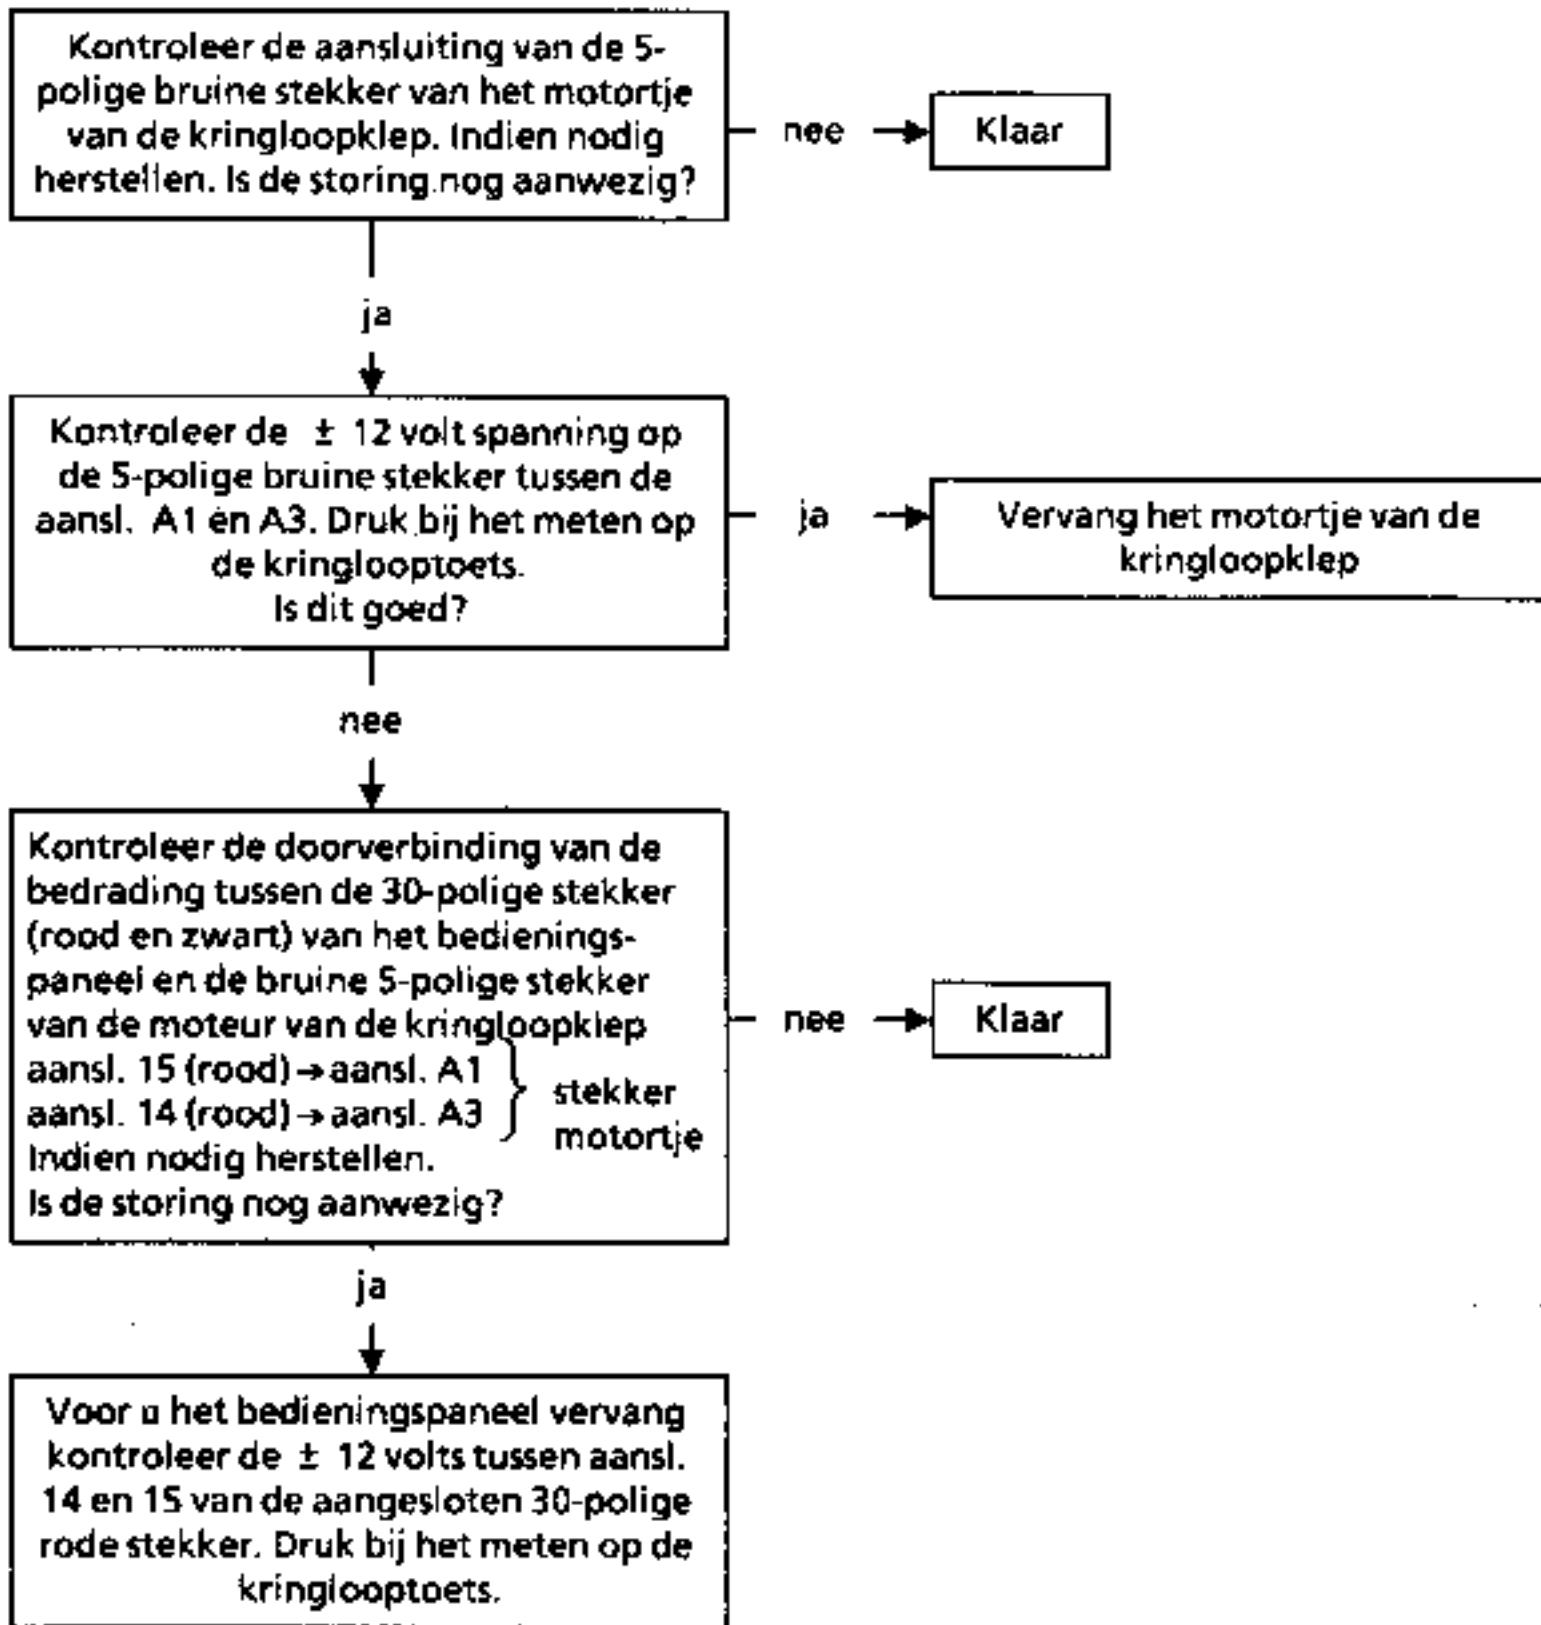 Kontroleer de aansluiting van de 5-
polige bruine stekker van het motortje
van de kringloopklep. Indien nodig
herstellen. Is de storing nog aanwezig?
nee
Klaar
ja
Kontroleer de ± 12 volt spanning op
de 5-polige bruine stekker tussen de
aansl. A1 en A3. Druk bij het meten op
de kringlooptoets.
Is dit goed?
ja
Vervang het motortje van de
kringloopklep
nee
Kontroleer de doorverbinding van de
bedrading tussen de 30-polige stekker
(rood en zwart) van het bedienings-
paneel en de bruine 5-polige stekker
van de moteur van de kringloopklep
aansl. 15 (rood) → aansl. A1
aansl. 14 (rood) → aansl. A3
stekker
motortje
Indien nodig herstellen.
Is de storing nog aanwezig?
nee
Klaar
ja
Voor u het bedieningspaneel vervang
kontroleer de ± 12 volts tussen aansl.
14 en 15 van de aangesloten 30-polige
rode stekker. Druk bij het meten op de
kringlooptoets.